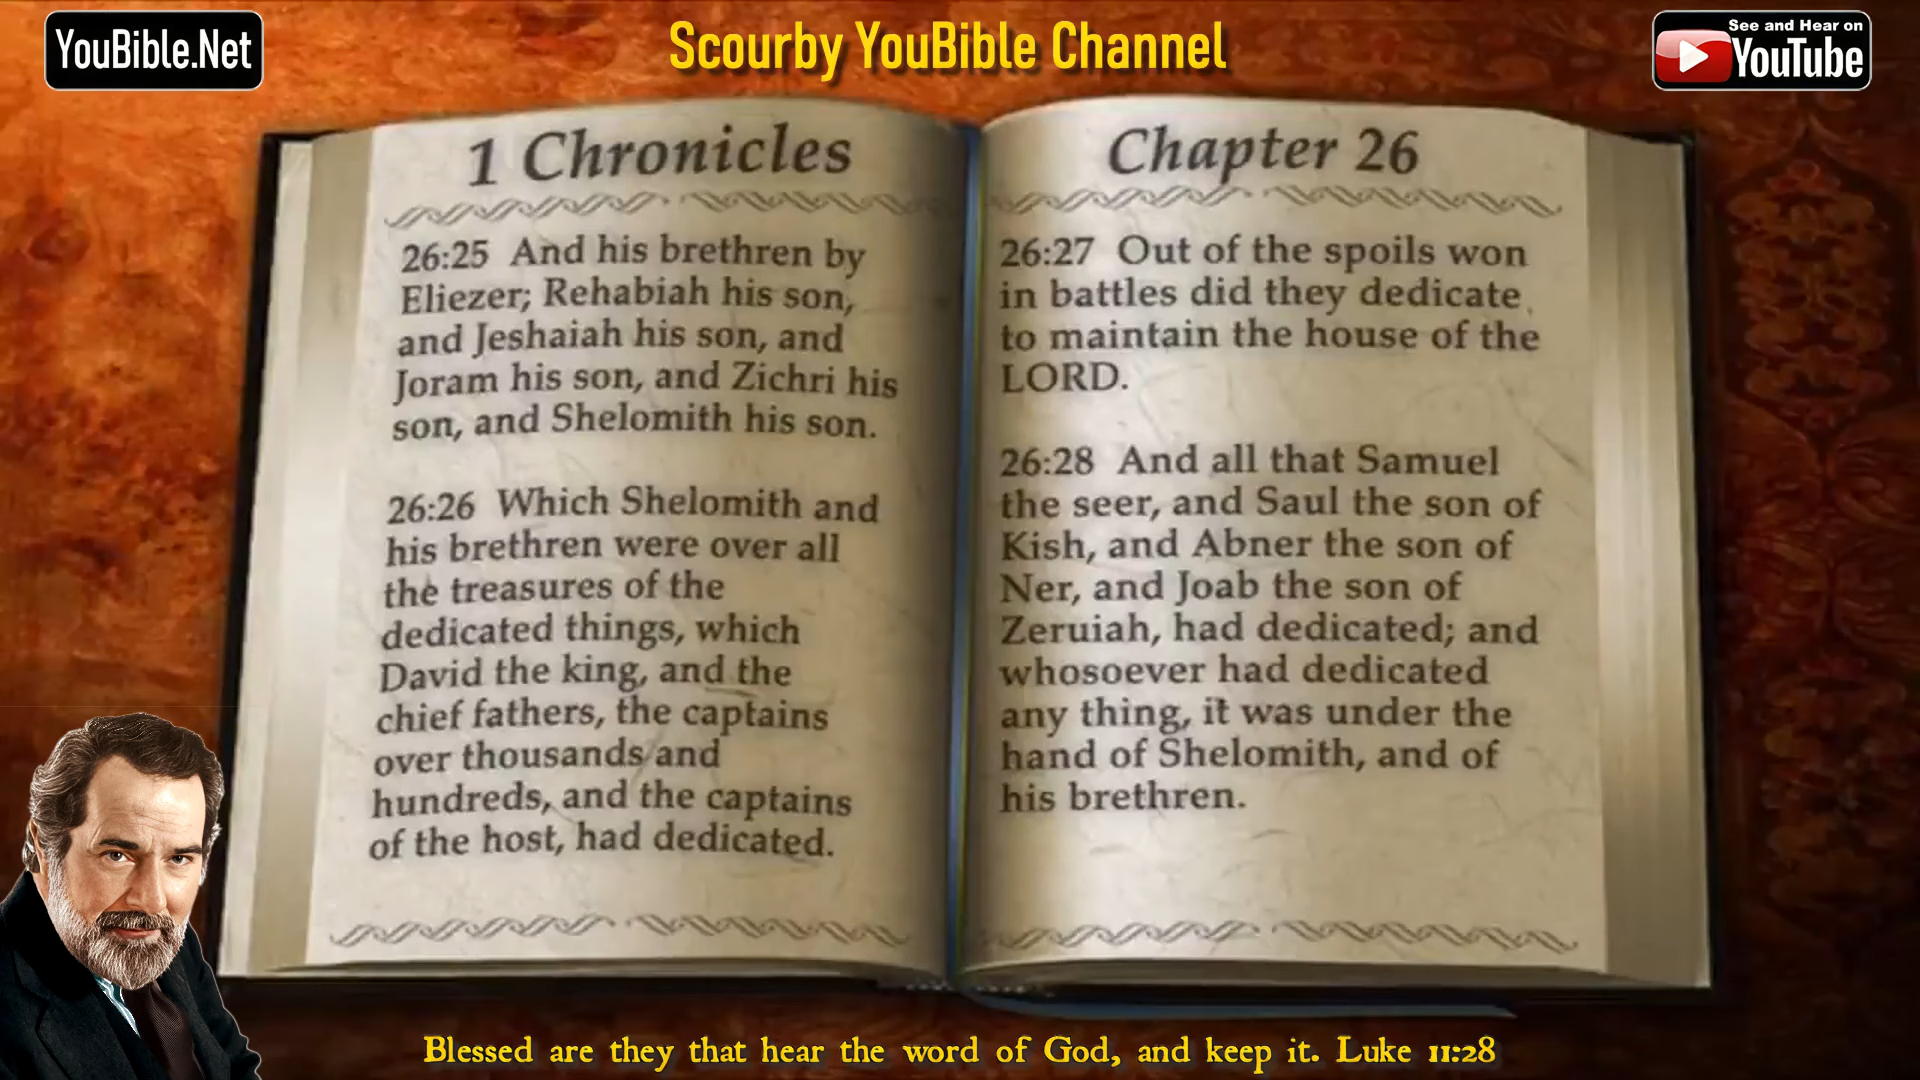 YouBible.Net
Scourby YouBible Channel
See and Hear on
YouTube
1 Chronicles
26:25 And his brethren by
Eliezer; Rehabiah his son,
and Jeshaiah his son, and
Joram his son, and Zichri his
son, and Shelomith his son.
26:26 Which Shelomith and
his brethren were over all
the treasures of the
dedicated things, which
David the king, and the
chief fathers, the captains
over thousands and
hundreds, and the captains
of the host, had dedicated.
Chapter 26
26:27 Out of the spoils won
in battles did they dedicate
to maintain the house of the
LORD.
26:28 And all that Samuel
the seer, and Saul the son of
Kish, and Abner the son of
Ner, and Joab the son of
Zeruiah, had dedicated; and
whosoever had dedicated
any thing, it was under the
hand of Shelomith, and of
his brethren.
Blessed are they that hear the word of God, and keep it. Luke 11:28